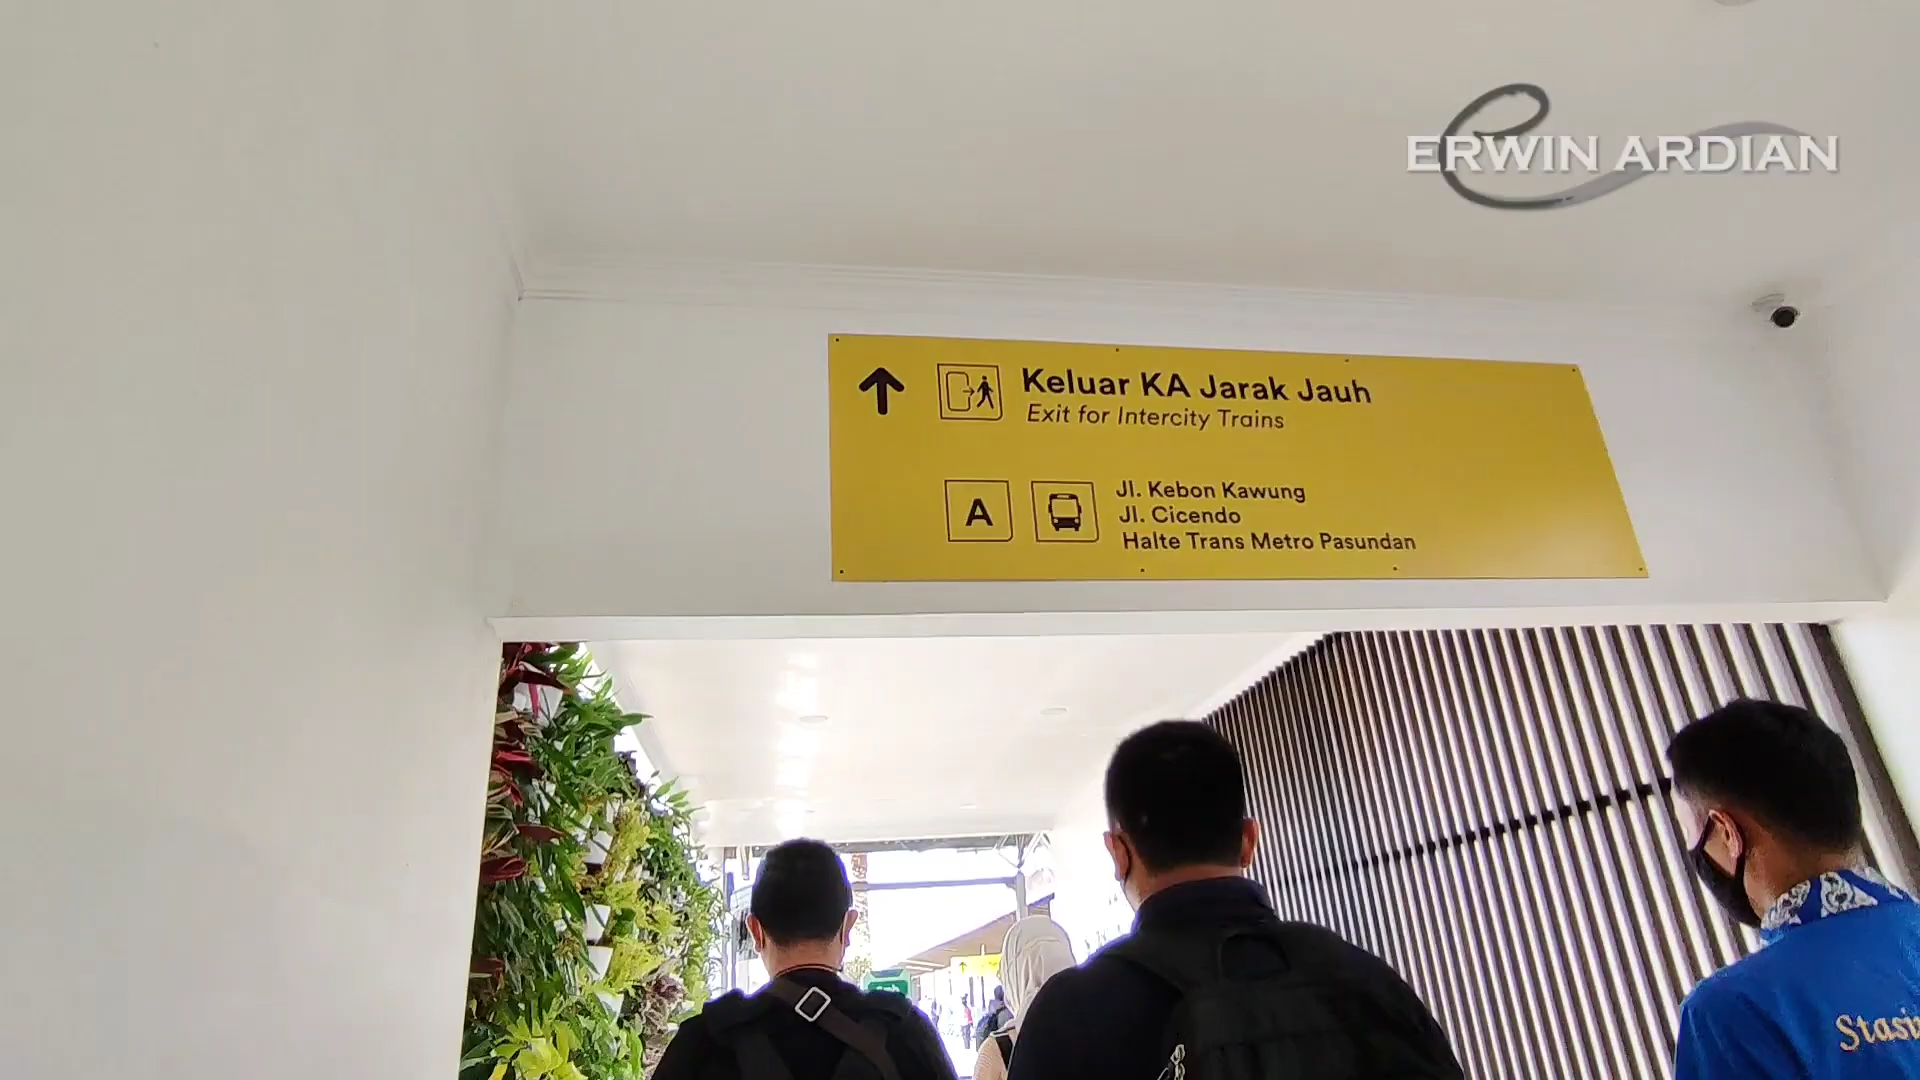 ERWIN ARDIAN
Keluar KA Jarak Jauh
Exit for Intercity Trains
A
Jl. Kebon Kawung
Jl. Cicendo
Halte Trans Metro Pasundan